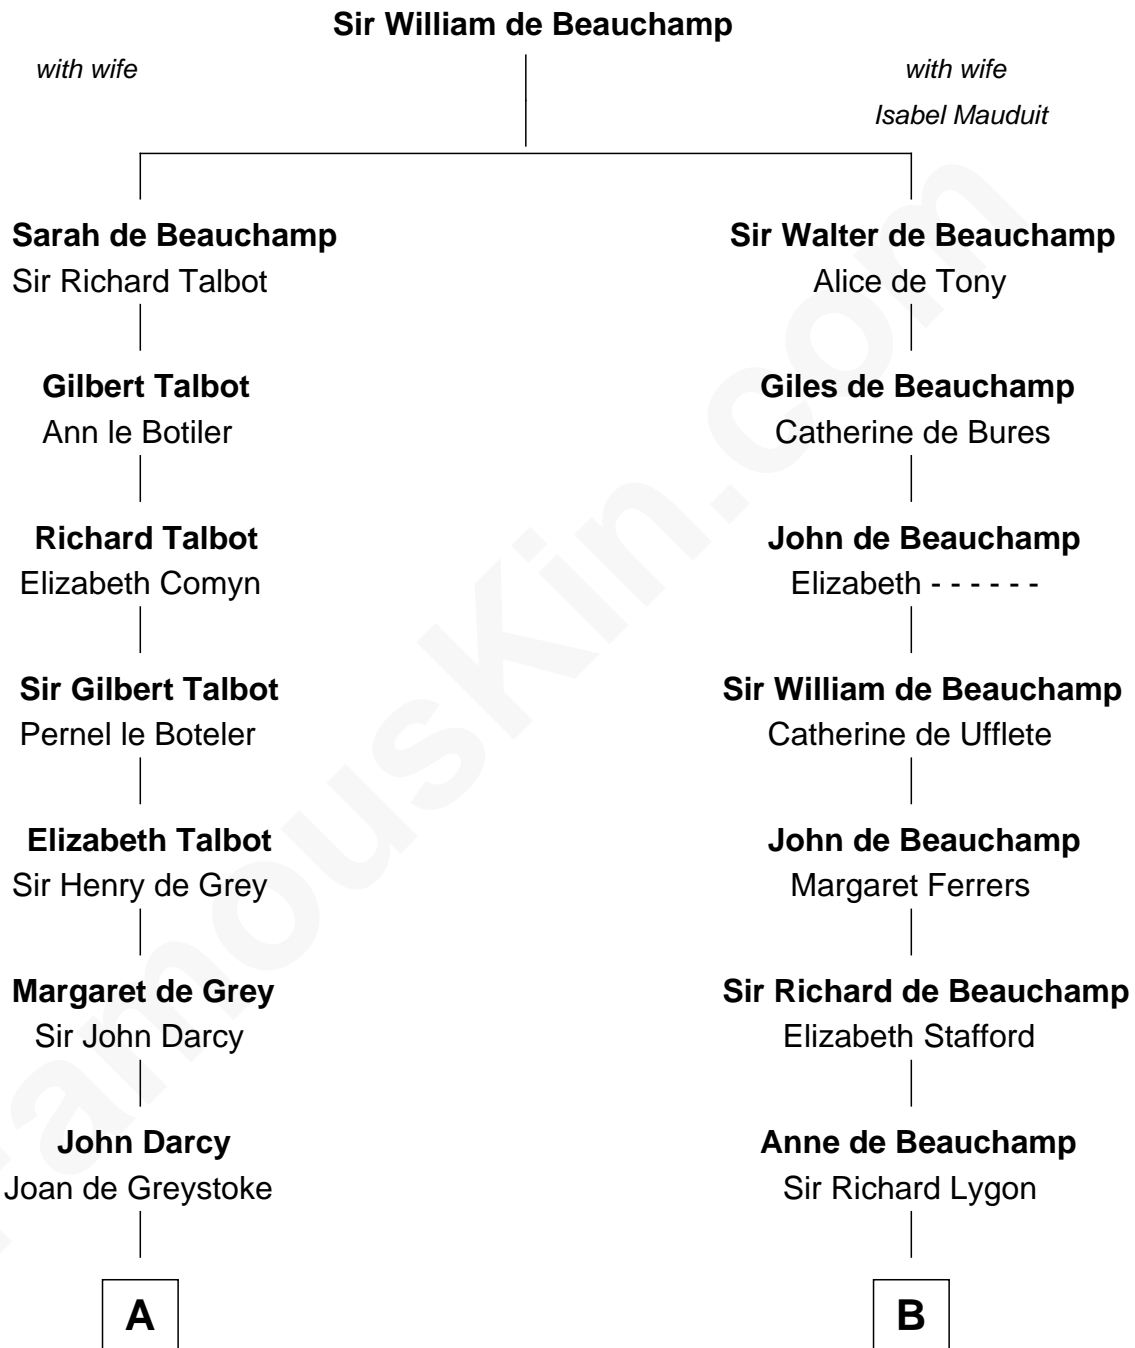 Sir William de Beauchamp
with wife
with wife
Isabel Mauduit
Sarah de Beauchamp
Sir Richard Talbot
Sir Walter de Beauchamp
Alice de Tony
Gilbert Talbot
Ann le Botiler
Giles de Beauchamp
Catherine de Bures
Richard Talbot
Elizabeth Comyn
John de Beauchamp
Elizabeth - - - - - -
Sir Gilbert Talbot
Pernel le Boteler
Sir William de Beauchamp
Catherine de Ufflete
Elizabeth Talbot
Sir Henry de Grey
John de Beauchamp
Margaret Ferrers
Margaret de Grey
Sir John Darcy
Sir Richard de Beauchamp
Elizabeth Stafford
John Darcy
Joan de Greystoke
Anne de Beauchamp
Sir Richard Lygon
A
B
FamousKin.com